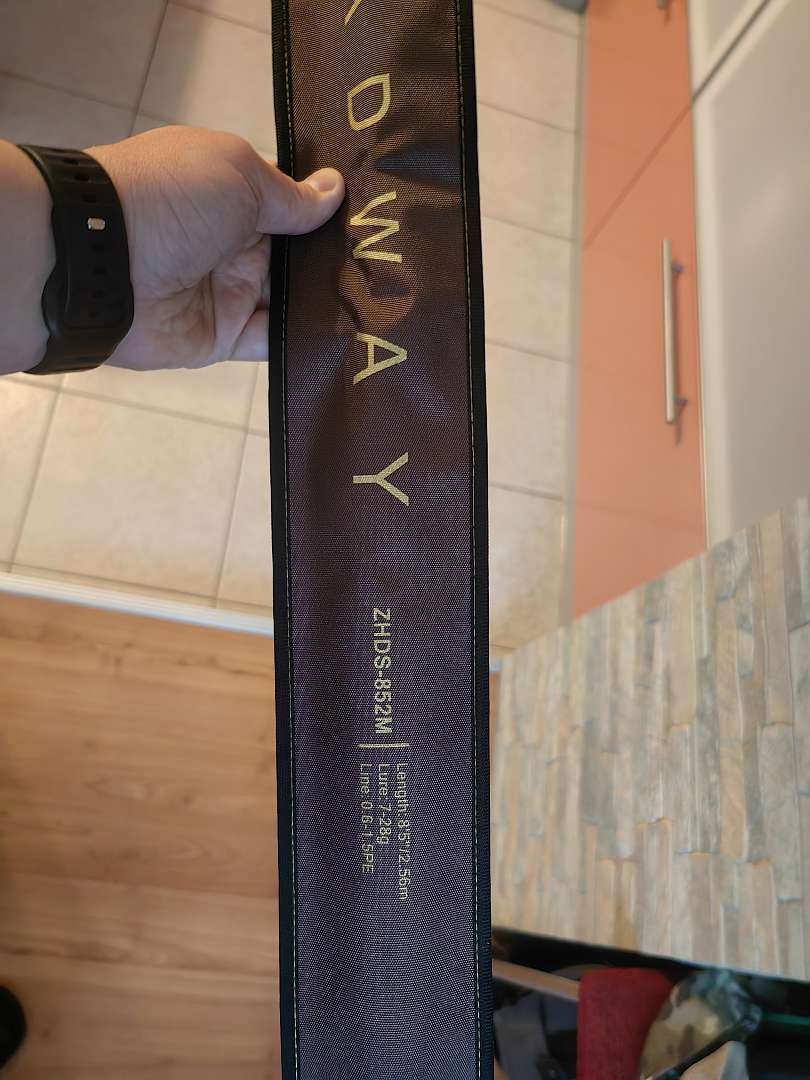 DWAY
ZHDS-852M
Length: 8'5''2.56m
Lure: 7-28g
Line: 0.6-1.5PE